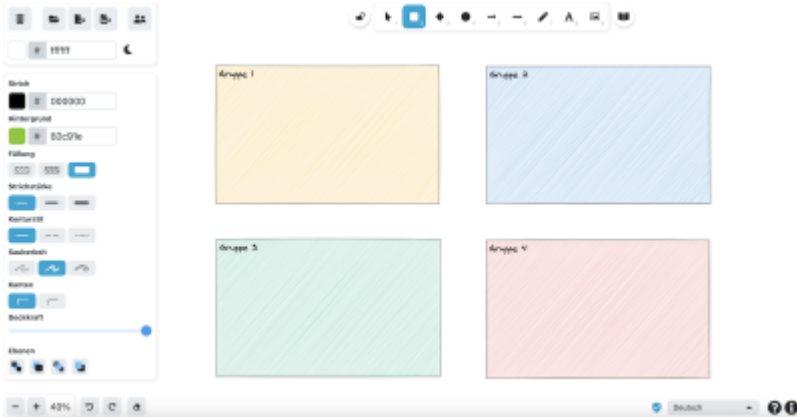 # ffffff
Strich
# 000000
Hintergrund
# 82c91e
Füllung
Strichstärke
Konturstil
Sauberkeit
Kanten
Deckkraft
Ebenen
40%
Gruppe 1
Gruppe 2
Gruppe 3
Gruppe 4
A
Deutsch